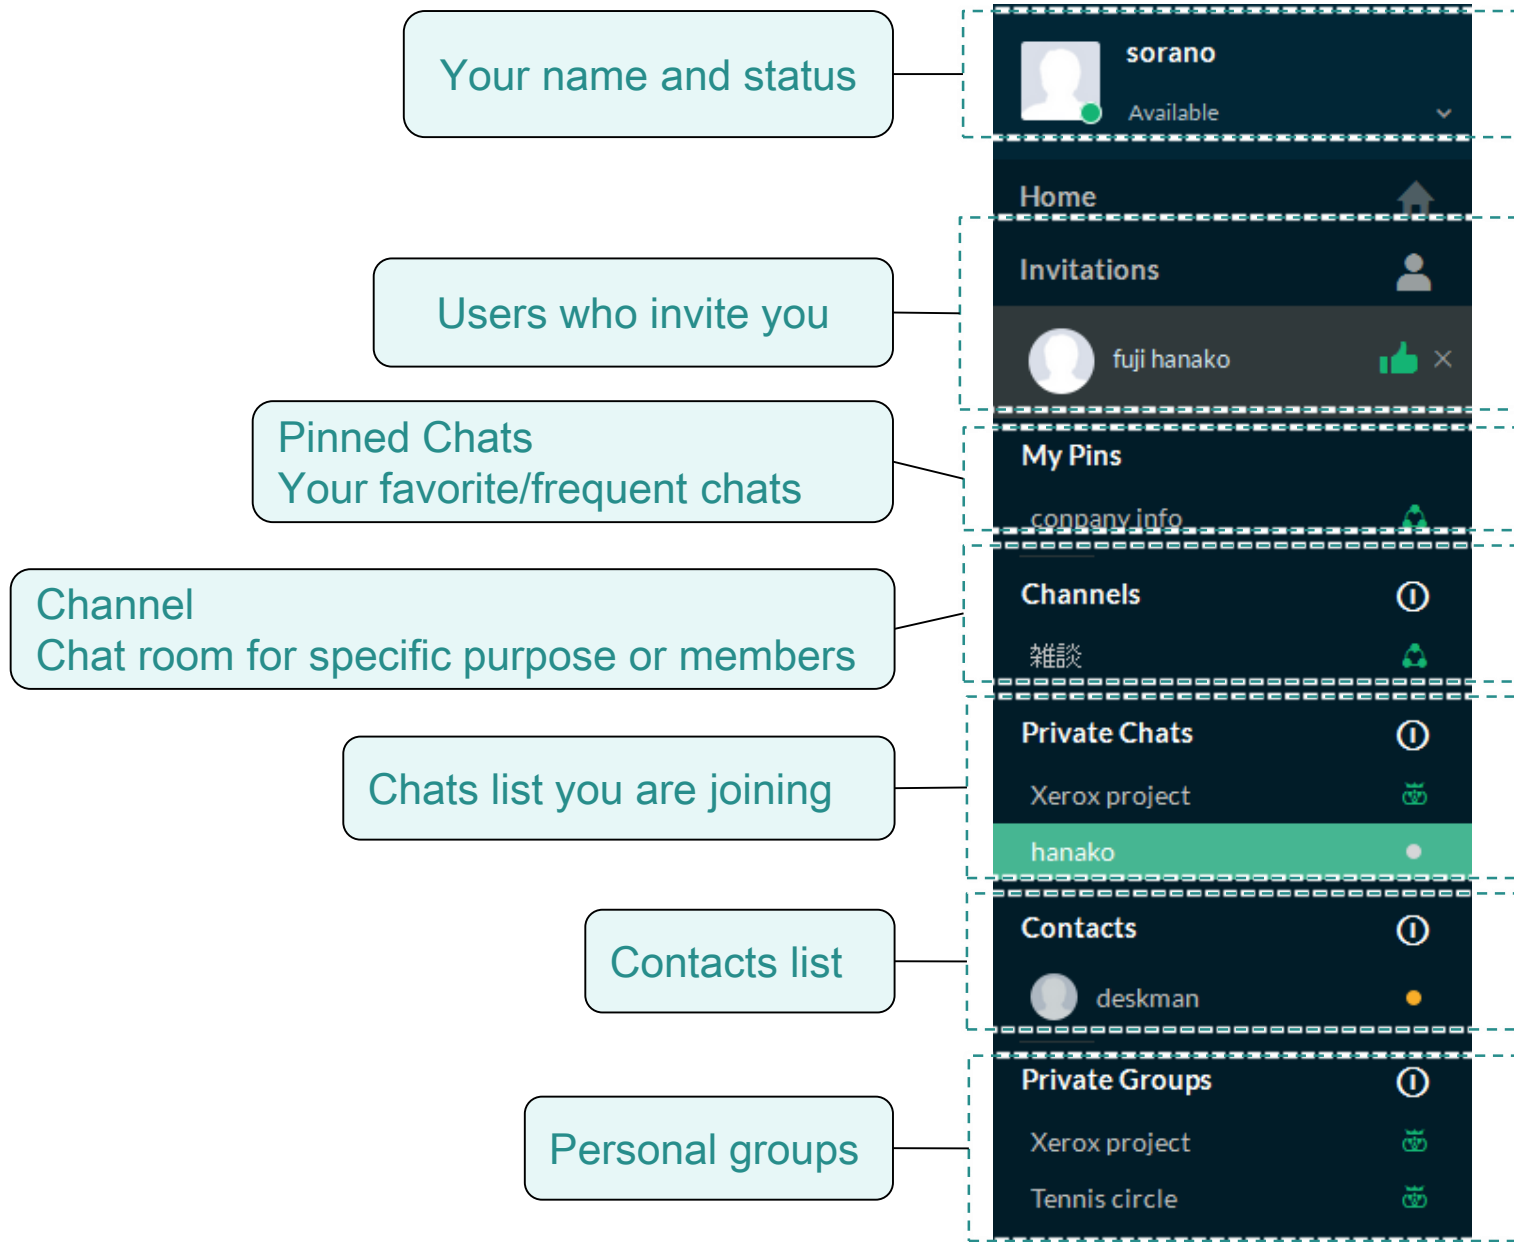 Your name and status
sorano
Available
Home
Users who invite you
Invitations
fuji hanako
Pinned Chats
Your favorite/frequent chats
My Pins
conpany info
Channel
Chat room for specific purpose or members
Channels
雑談
Chats list you are joining
Private Chats
Xerox project
hanako
Contacts list
Contacts
deskman
Personal groups
Private Groups
Xerox project
Tennis circle